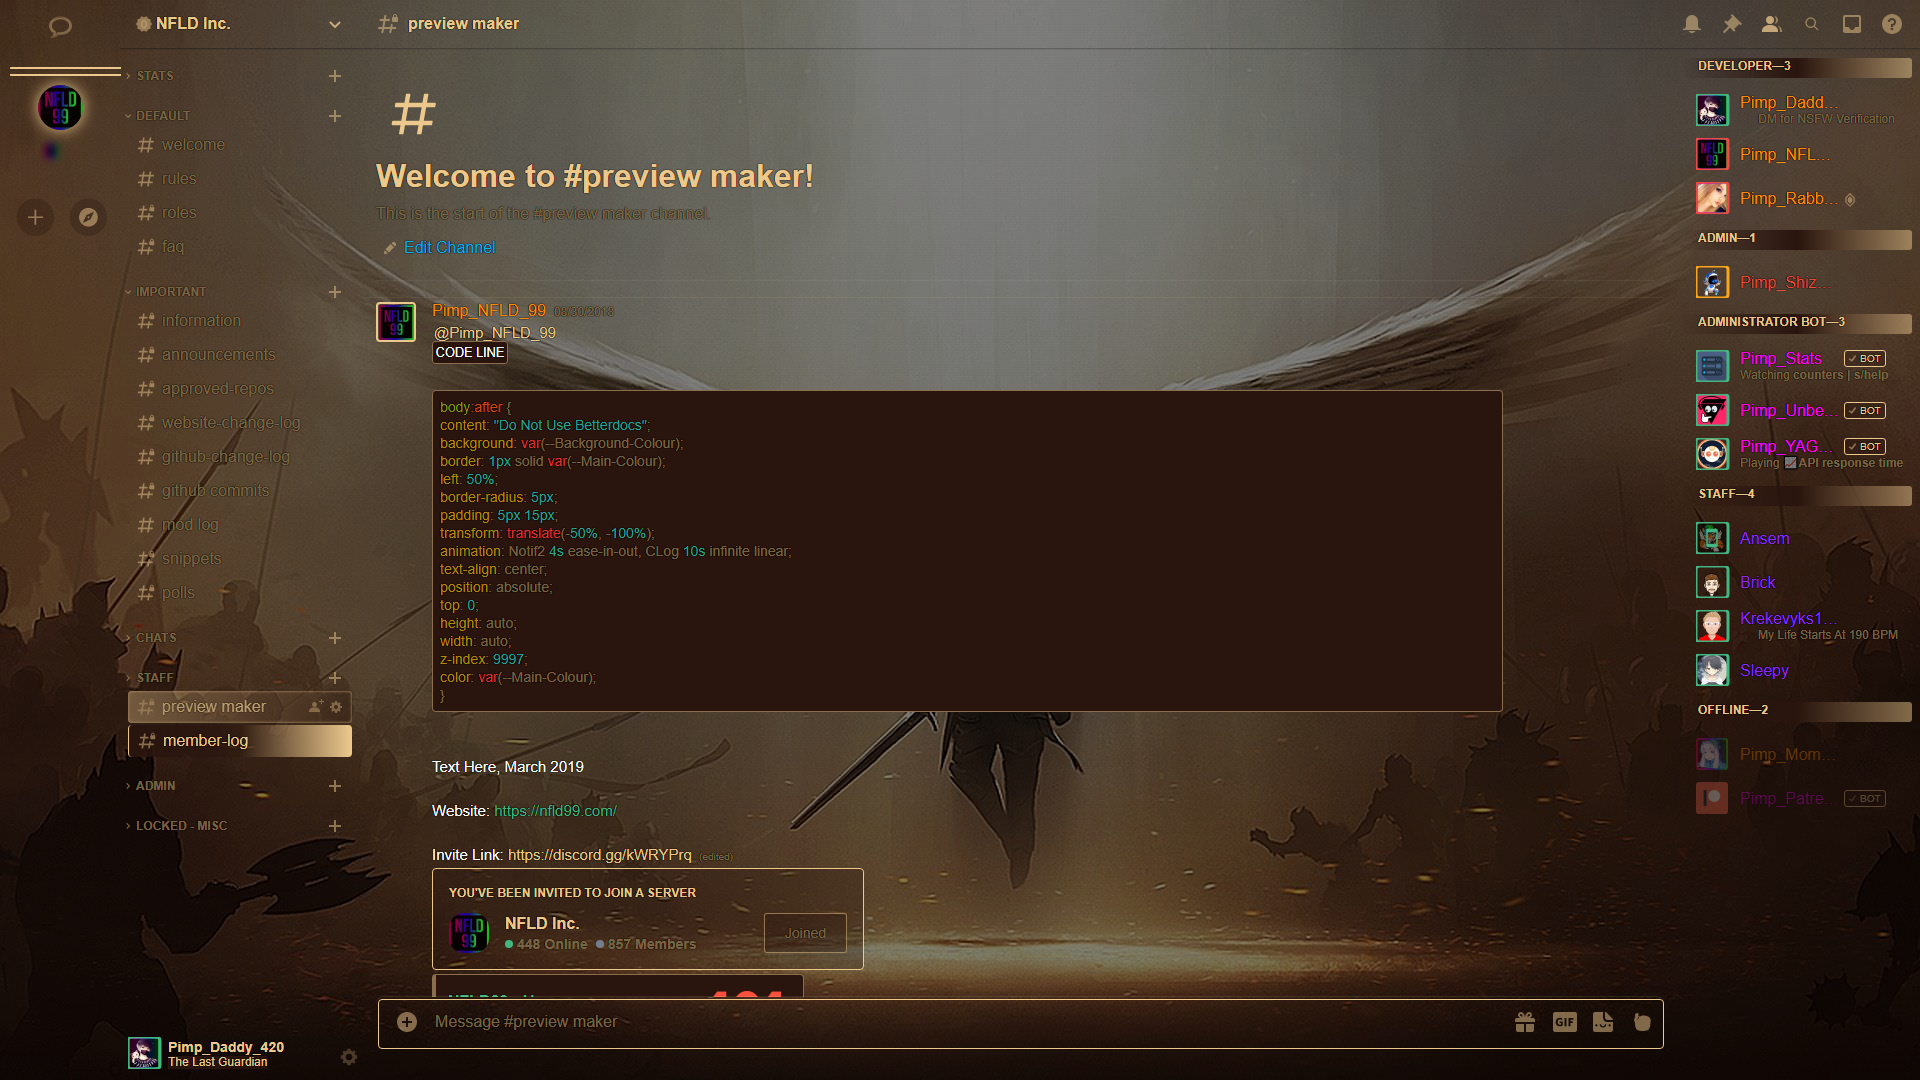 NFLD Inc.
preview maker
STATS
DEFAULT
welcome
rules
roles
faq
IMPORTANT
information
announcements
approved-repos
website-change-log
github-change-log
github commits
mod log
snippets
polls
CHATS
STAFF
preview maker
member-log
ADMIN
LOCKED - MISC
Pimp_Daddy_420
The Last Guardian
NFLD
99
Welcome to #preview maker!
This is the start of the #preview maker channel.
Edit Channel
NFLD
99
Pimp_NFLD_99 08/30/2018
@Pimp_NFLD_99
CODE LINE
body:after {
content: "Do Not Use Betterdocs";
background: var(--Background-Colour);
border: 1px solid var(--Main-Colour);
left: 50%;
border-radius: 5px;
padding: 5px 15px;
transform: translate(-50%, -100%);
animation: Notif2 4s ease-in-out, CLog 10s infinite linear;
text-align: center;
position: absolute;
top: 0;
height: auto;
width: auto;
z-index: 9997;
color: var(--Main-Colour);
}
Text Here, March 2019
Website: https://nfld99.com/
Invite Link: https://discord.gg/kWRYPrq (edited)
YOU'VE BEEN INVITED TO JOIN A SERVER
NFLD
99
NFLD Inc.
448 Online 857 Members
Joined
Message #preview maker
GIF
DEVELOPER—3
Pimp_Dadd...
DM for NSFW Verification
NFLD
99
Pimp_NFL...
Pimp_Rabb...
ADMIN—1
Pimp_Shiz...
ADMINISTRATOR BOT—3
Pimp_Stats ✓ BOT
Watching counters | s/help
Pimp_Unbe... ✓ BOT
Pimp_YAG... ✓ BOT
Playing API response time
STAFF—4
Ansem
Brick
Krekevyks1...
My Life Starts At 190 BPM
Sleepy
OFFLINE—2
Pimp_Mom...
Pimp_Patre... ✓ BOT